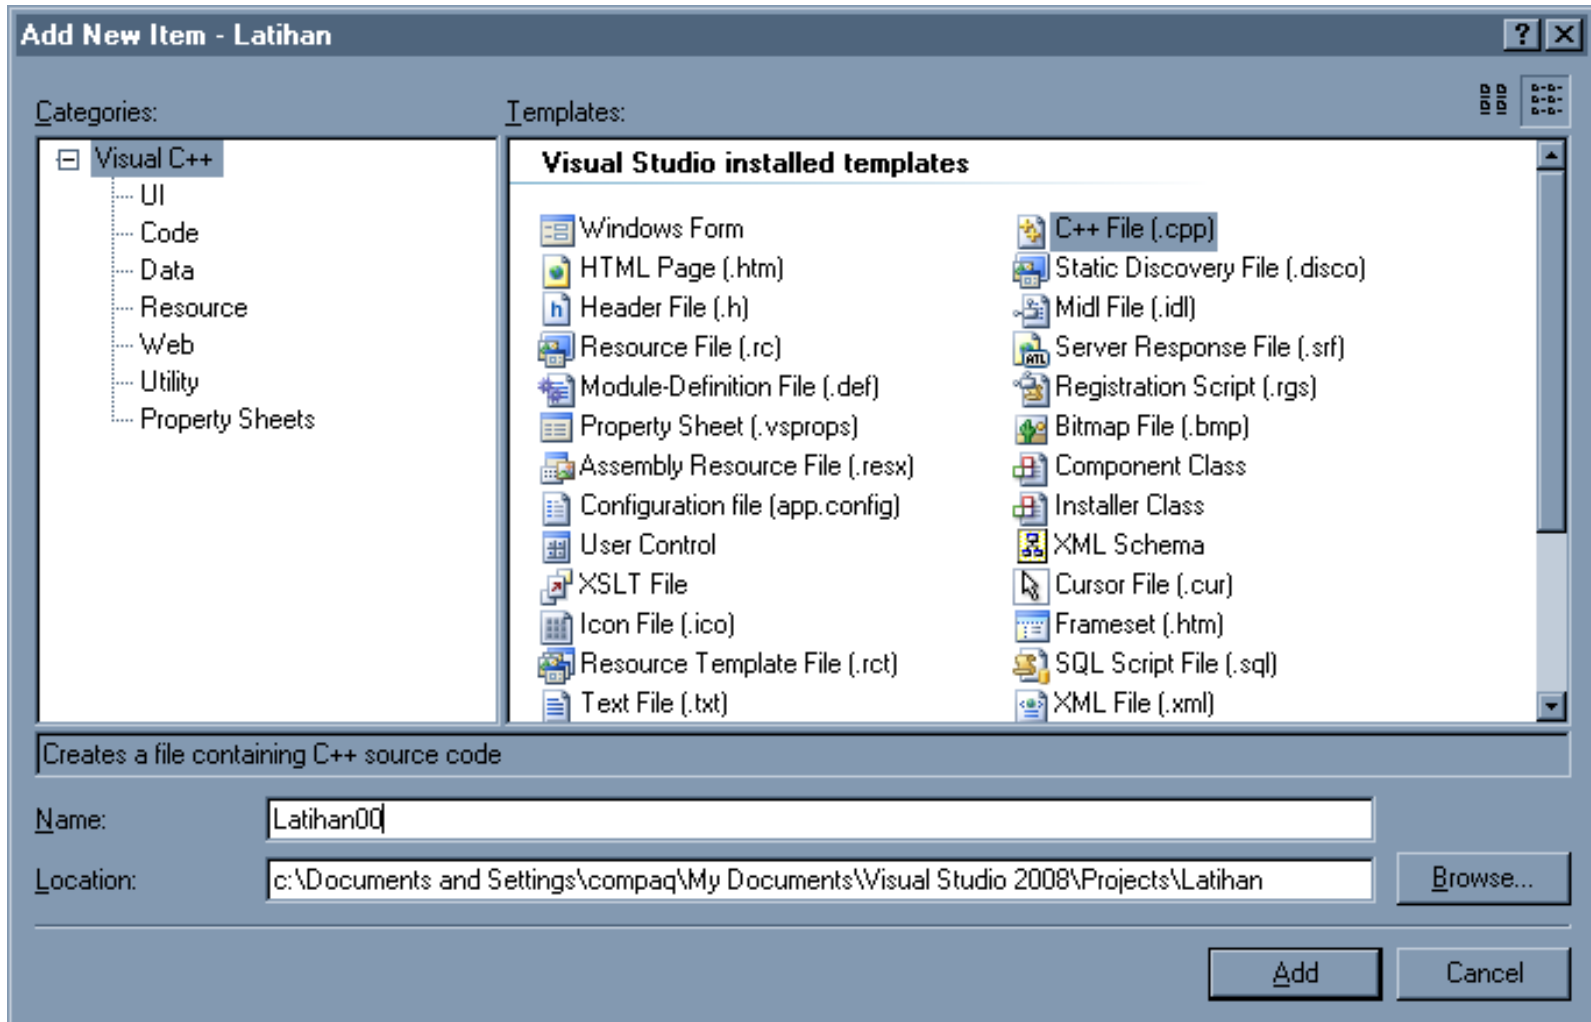 Add New Item - Latihan
Categories:
Templates:
Visual C++
UI
Code
Data
Resource
Web
Utility
Property Sheets
Visual Studio installed templates
Windows Form
C++ File (.cpp)
HTML Page (.htm)
Static Discovery File (.disco)
Header File (.h)
Midl File (.idl)
Resource File (.rc)
Server Response File (.srf)
Module-Definition File (.def)
Registration Script (.rgs)
Property Sheet (.vsprops)
Bitmap File (.bmp)
Assembly Resource File (.resx)
Component Class
Configuration file (app.config)
Installer Class
User Control
XML Schema
XSLT File
Cursor File (.cur)
Icon File (.ico)
Frameset (.htm)
Resource Template File (.rct)
SQL Script File (.sql)
Text File (.txt)
XML File (.xml)
Creates a file containing C++ source code
Name:
Latihan00
Location:
c:\Documents and Settings\compaq\My Documents\Visual Studio 2008\Projects\Latihan
Browse...
Add
Cancel